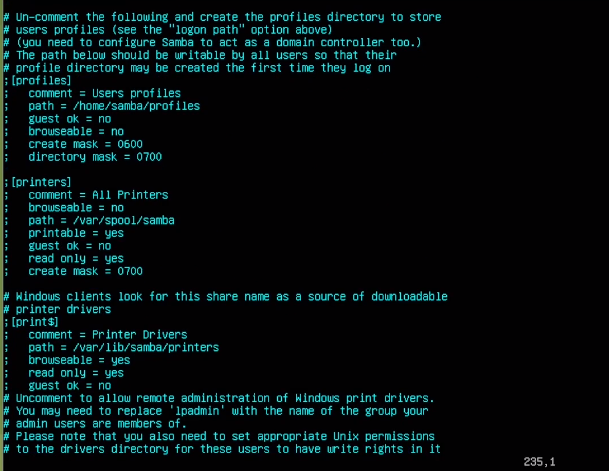 # Un-comment the following and create the profiles directory to store
# users profiles (see the "logon path" option above)
# (you need to configure Samba to act as a domain controller too.)
# The path below should be writable by all users so that their
# profile directory may be created the first time they log on
;[profiles]
;   comment = Users profiles
;   path = /home/samba/profiles
;   guest ok = no
;   browseable = no
;   create mask = 0600
;   directory mask = 0700
;[printers]
;   comment = All Printers
;   browseable = no
;   path = /var/spool/samba
;   printable = yes
;   guest ok = no
;   read only = yes
;   create mask = 0700
# Windows clients look for this share name as a source of downloadable
# printer drivers
;[print$]
;   comment = Printer Drivers
;   path = /var/lib/samba/printers
;   browseable = yes
;   read only = yes
;   guest ok = no
# Uncomment to allow remote administration of Windows print drivers.
# You may need to replace 'lpadmin' with the name of the group your
# admin users are members of.
# Please note that you also need to set appropriate Unix permissions
# to the drivers directory for these users to have write rights in it
235,1